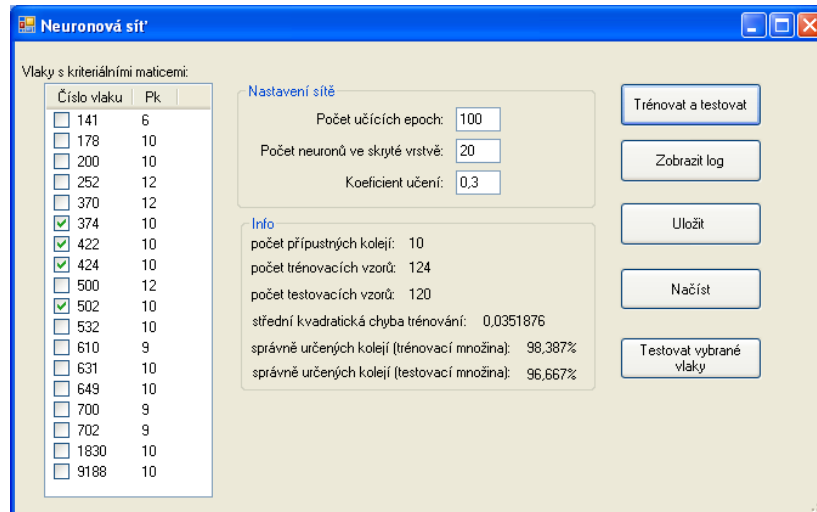 Neuronová síť
Vlaky s kriteriálními maticemi:
Číslo vlaku Pk
141 6
178 10
200 10
252 12
370 12
374 10
422 10
424 10
500 12
502 10
532 10
610 9
631 10
649 10
700 9
702 9
1830 10
9188 10
Nastavení sítě
Počet učících epoch: 100
Počet neuronů ve skryté vrstvě: 20
Koeficient učení: 0,3
Info
počet přípustných kolejí: 10
počet trénovacích vzorů: 124
počet testovacích vzorů: 120
střední kvadratická chyba trénování: 0,0351876
správně určených kolejí (trénovací množina): 98,387%
správně určených kolejí (testovací množina): 96,667%
Trénovat a testovat
Zobrazit log
Uložit
Načíst
Testovat vybrané
vlaky